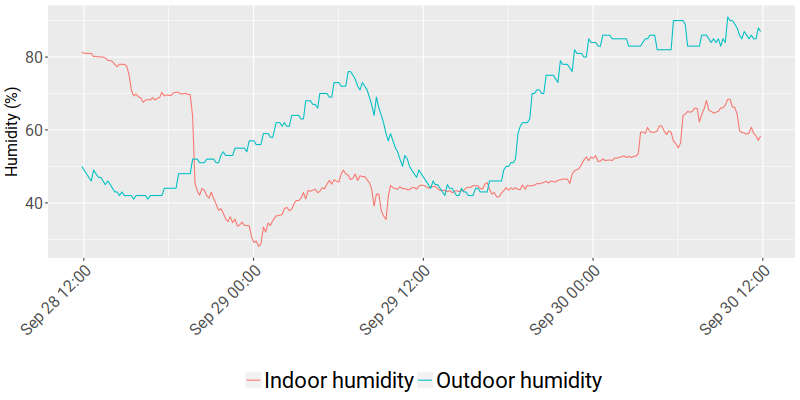 Humidity (%)
80
60
40
Sep 28 12:00
Sep 29 00:00
Sep 29 12:00
Sep 30 00:00
Sep 30 12:00
Indoor humidity
Outdoor humidity